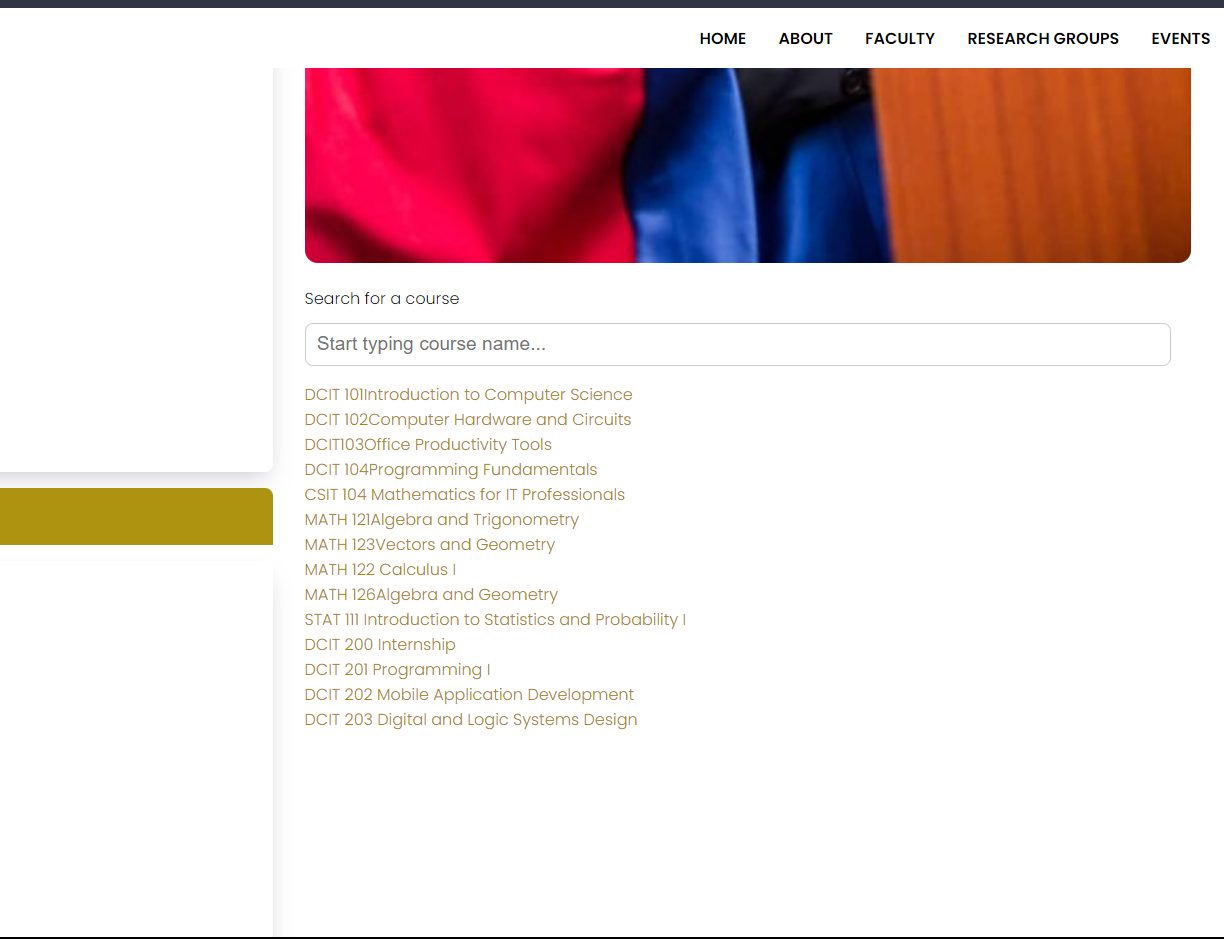 HOME ABOUT FACULTY RESEARCH GROUPS EVENTS
Search for a course
Start typing course name...
DCIT 101Introduction to Computer Science
DCIT 102Computer Hardware and Circuits
DCIT103Office Productivity Tools
DCIT 104Programming Fundamentals
CSIT 104 Mathematics for IT Professionals
MATH 121Algebra and Trigonometry
MATH 123Vectors and Geometry
MATH 122 Calculus I
MATH 126Algebra and Geometry
STAT 111 Introduction to Statistics and Probability I
DCIT 200 Internship
DCIT 201 Programming I
DCIT 202 Mobile Application Development
DCIT 203 Digital and Logic Systems Design